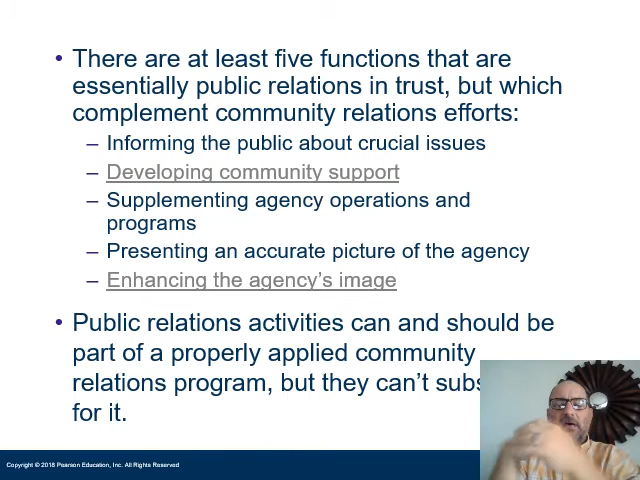 • There are at least five functions that are
essentially public relations in trust, but which
complement community relations efforts:
– Informing the public about crucial issues
– Developing community support
– Supplementing agency operations and
programs
– Presenting an accurate picture of the agency
– Enhancing the agency's image
• Public relations activities can and should be
part of a properly applied community
relations program, but they can't
for it.
Copyright © 2018 Pearson Education, Inc. All Rights Reserved